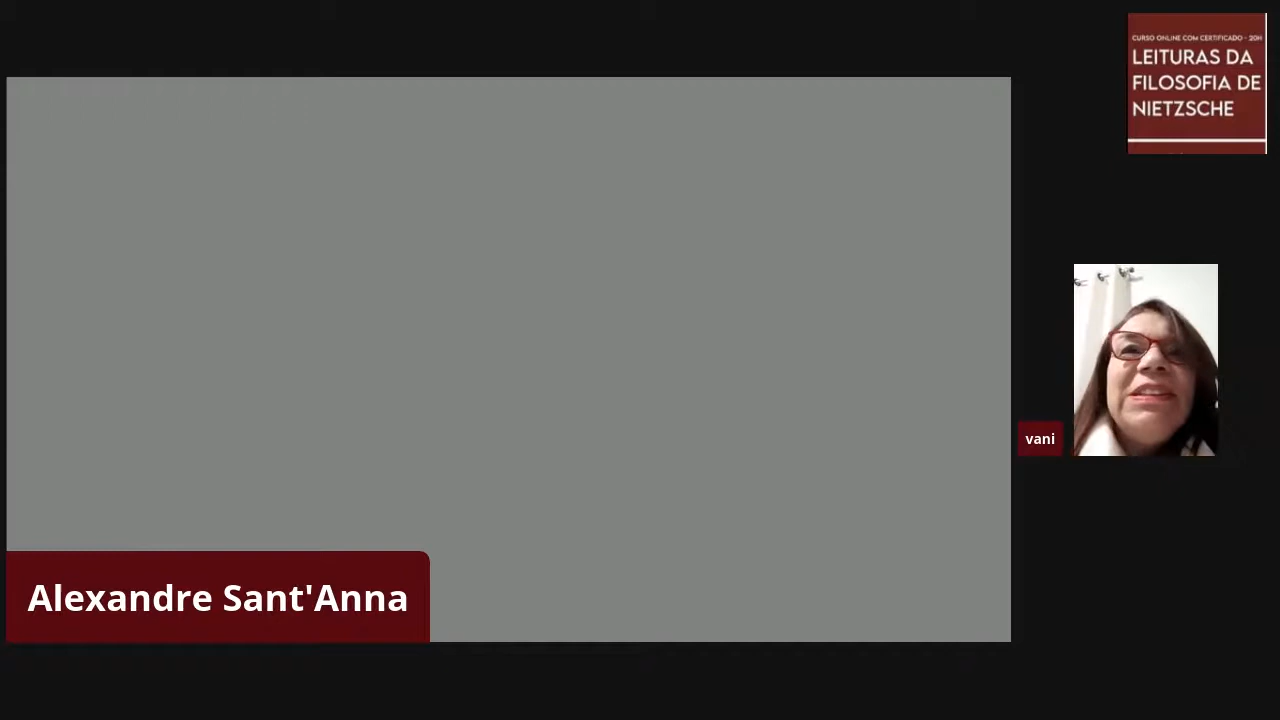 CURSO ONLINE COM CERTIFICADO - 20H
LEITURAS DA
FILOSOFIA DE
NIETZSCHE
vani
Alexandre Sant'Anna